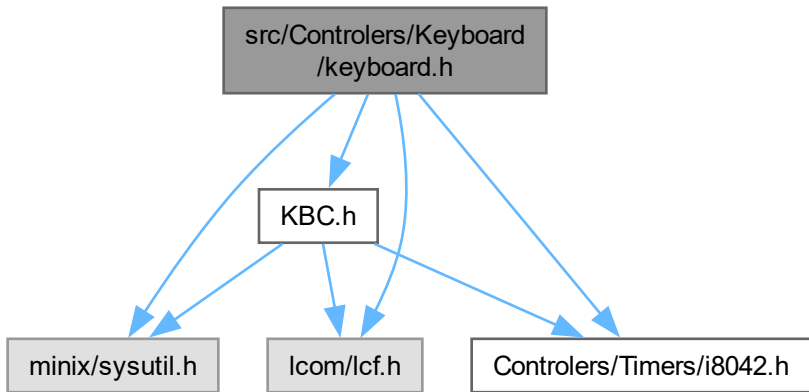 src/Controlers/Keyboard
/keyboard.h
KBC.h
minix/sysutil.h
lcom/lcf.h
Controlers/Timers/i8042.h